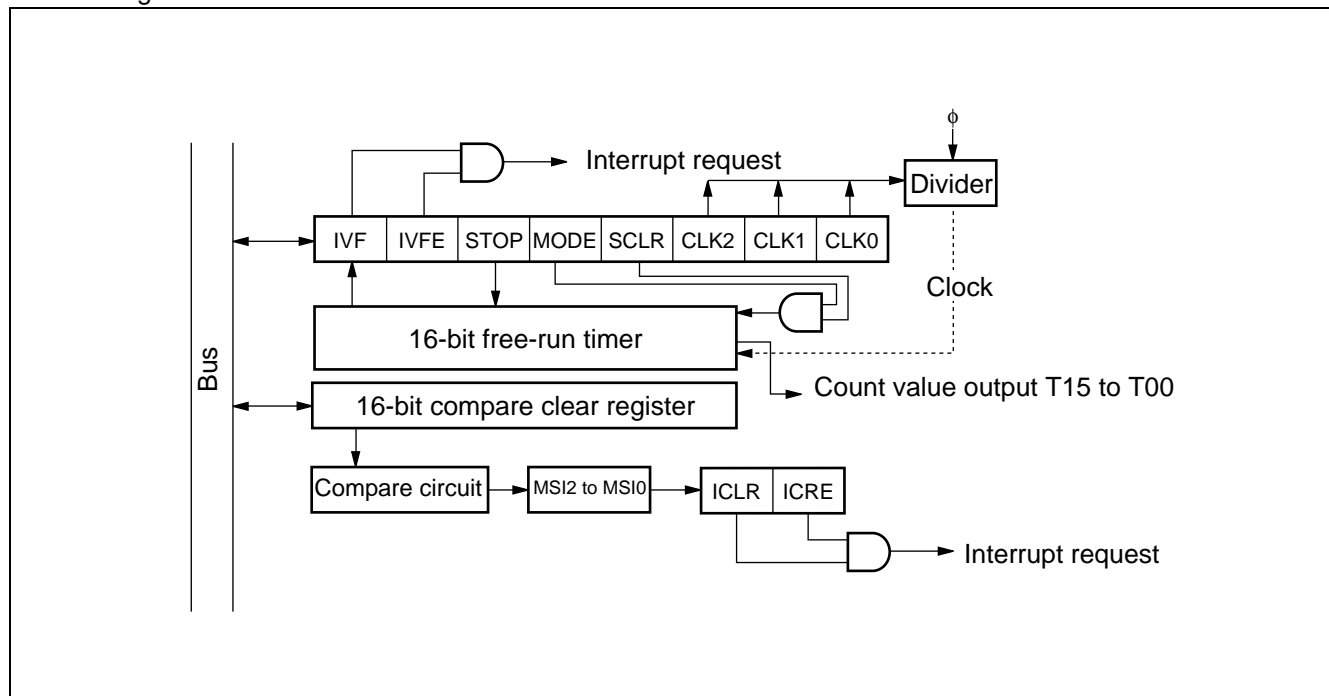 φ
Interrupt request
Divider
IVF IVFE STOP MODE SCLR CLK2 CLK1 CLK0
Clock
16-bit free-run timer
Bus
Count value output T15 to T00
16-bit compare clear register
Compare circuit MSI2 to MSI0 ICLR ICRE
Interrupt request